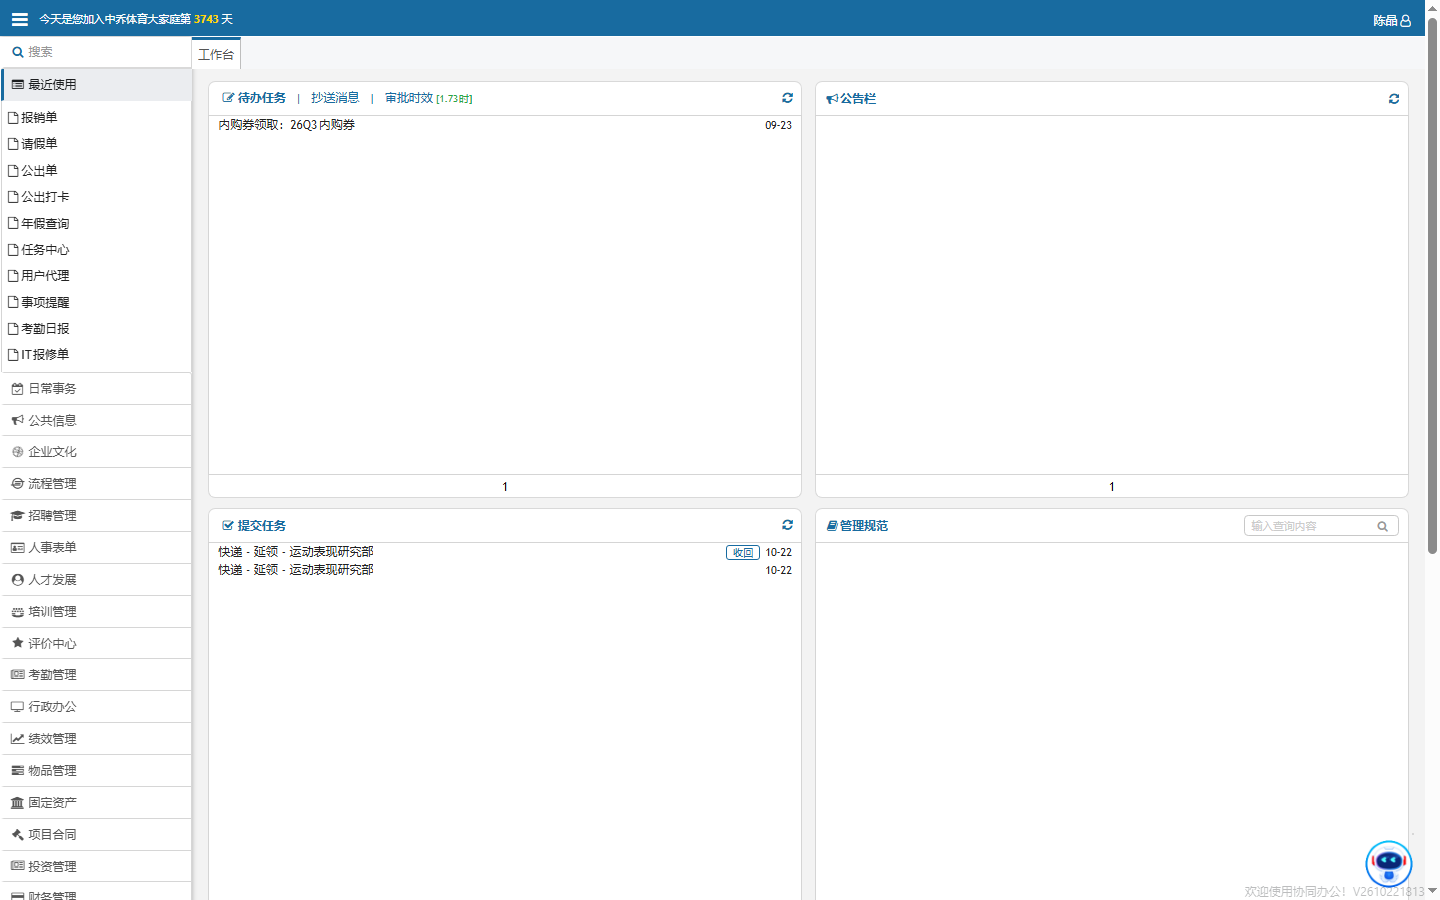 今天是您加入中乔体育大家庭第 3743 天
陈晶
搜索
工作台
最近使用
报销单
请假单
公出单
公出打卡
年假查询
任务中心
用户代理
事项提醒
考勤日报
IT报修单
日常事务
公共信息
企业文化
流程管理
招聘管理
人事表单
人才发展
培训管理
评价中心
考勤管理
行政办公
绩效管理
物品管理
固定资产
项目合同
投资管理
财务管理
待办任务 | 抄送消息 | 审批时效 [1.73时]
内购券领取：26Q3 内购券 09-23
1
公告栏
1
提交任务
快递 - 延领 - 运动表现研究部 收回 10-22
快递 - 延领 - 运动表现研究部 10-22
管理规范
输入查询内容
欢迎使用协同办公！V2610221813